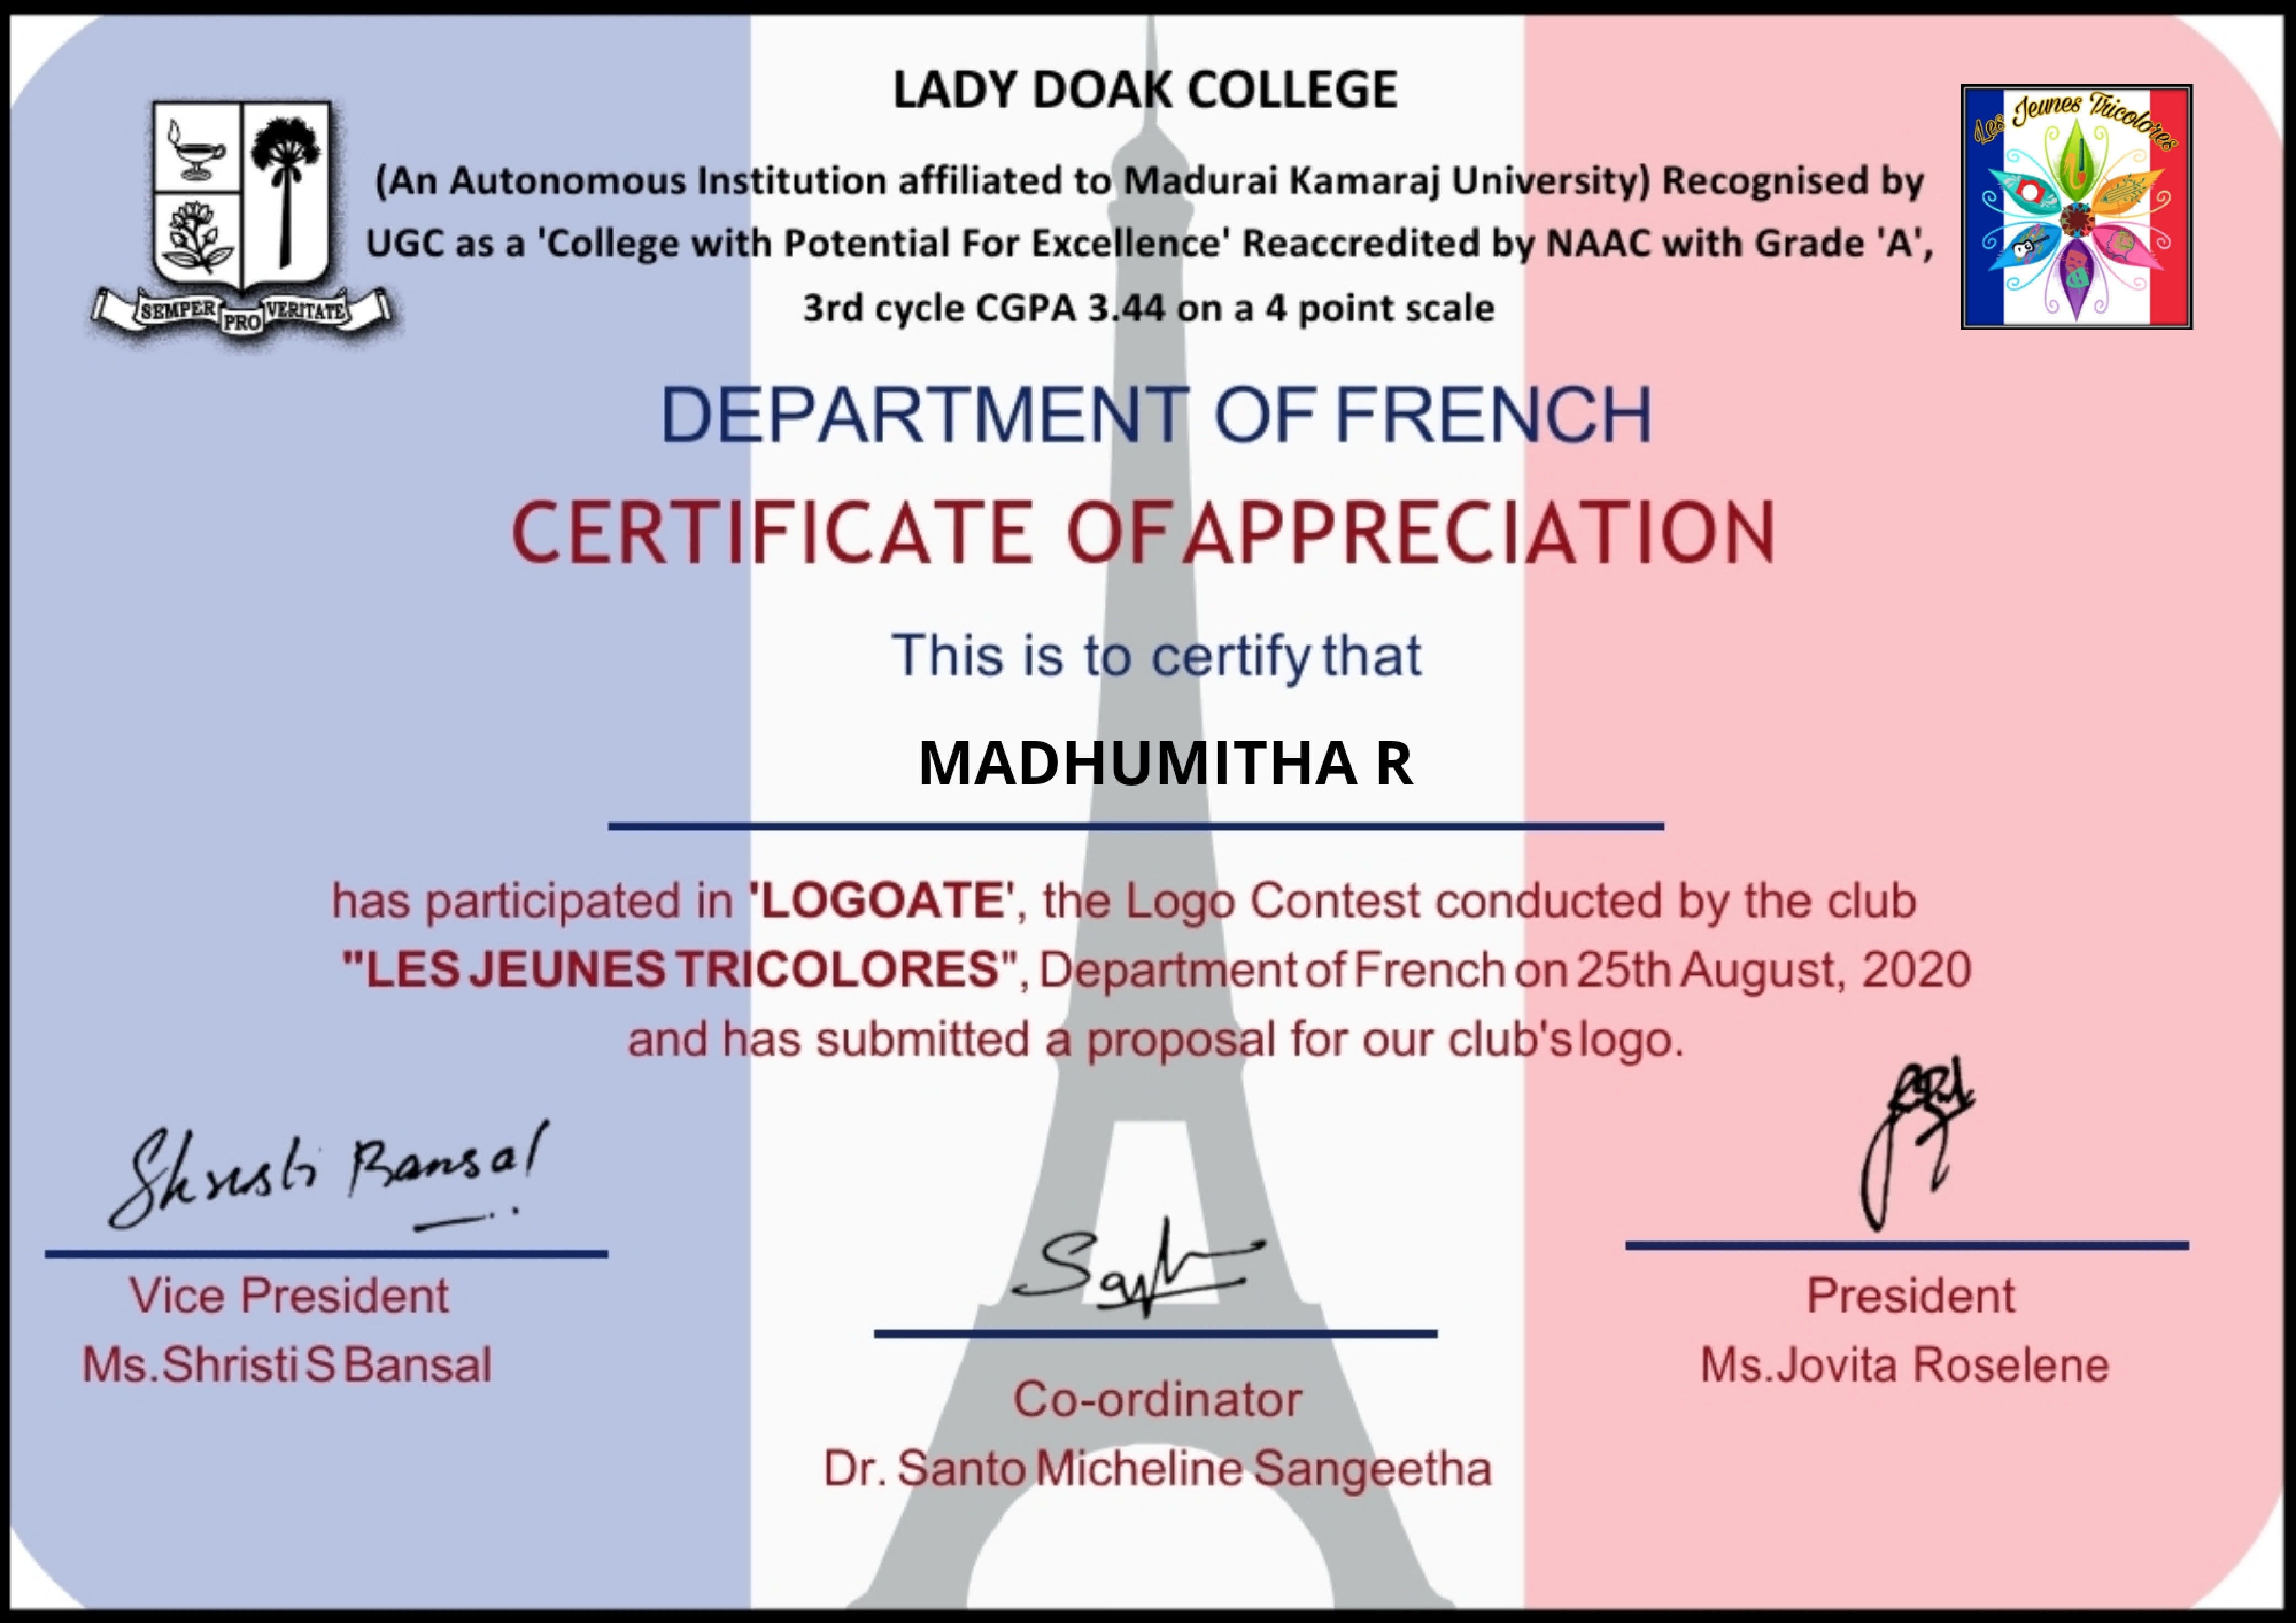 LADY DOAK COLLEGE
(An Autonomous Institution affiliated to Madurai Kamaraj University) Recognised by
UGC as a 'College with Potential For Excellence' Reaccredited by NAAC with Grade 'A',
3rd cycle CGPA 3.44 on a 4 point scale
SEMPER PRO VERITATE
Les Jeunes Tricolores
DEPARTMENT OF FRENCH
CERTIFICATE OF APPRECIATION
This is to certify that
MADHUMITHA R
has participated in 'LOGOATE', the Logo Contest conducted by the club
"LES JEUNES TRICOLORES", Department of French on 25th August, 2020
and has submitted a proposal for our club's logo.
Shristi Bansal
Vice President
Ms.Shristi S Bansal
Co-ordinator
Dr. Santo Micheline Sangeetha
President
Ms.Jovita Roselene